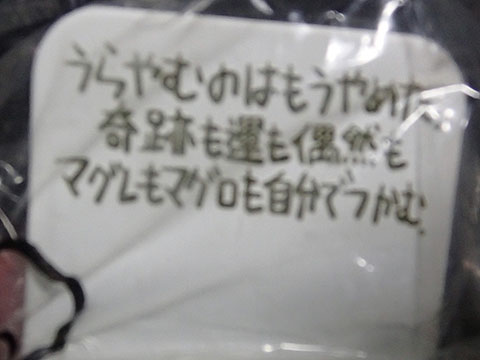 うらやむのはもうやめた。
奇跡も運も偶然も
マグレもマグロも自分でつかむ。